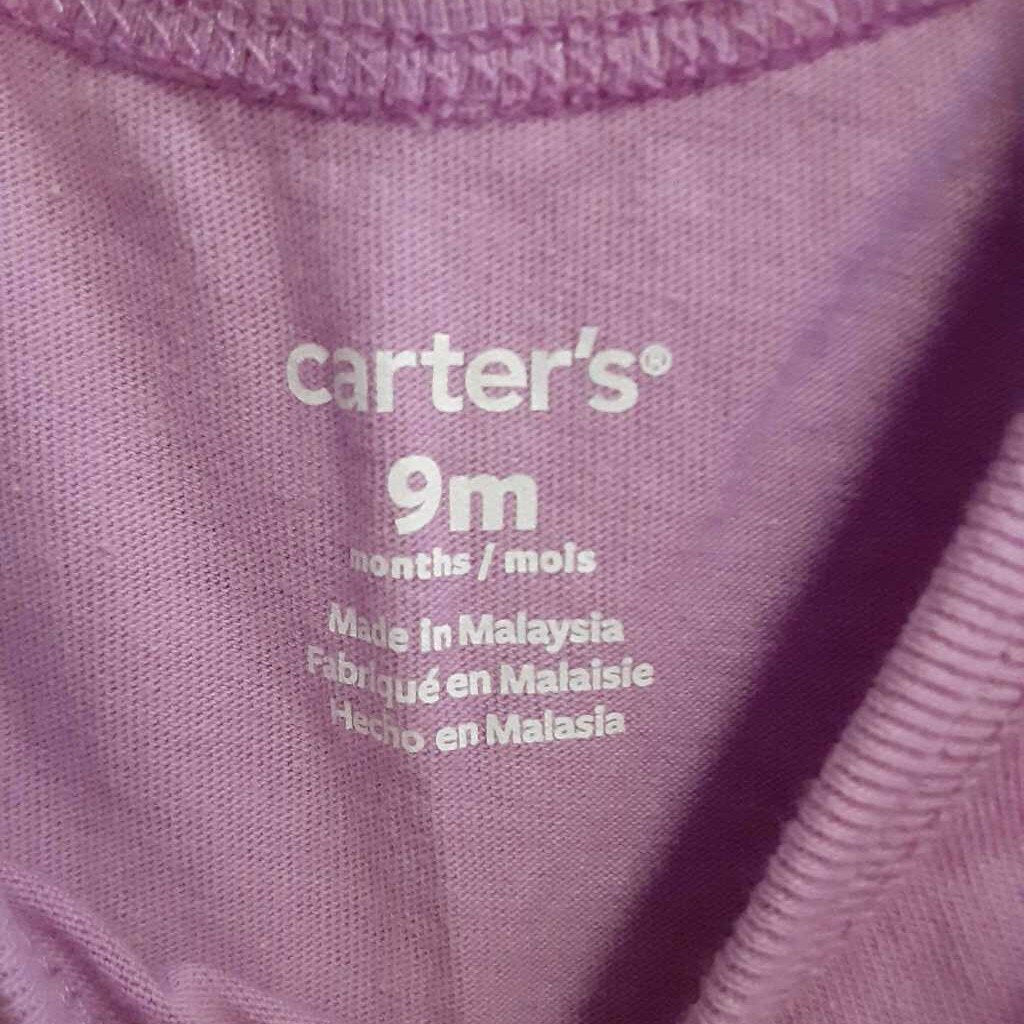 carter's®
9m
months / mois
Made in Malaysia
Fabriqué en Malaisie
Hecho en Malasia